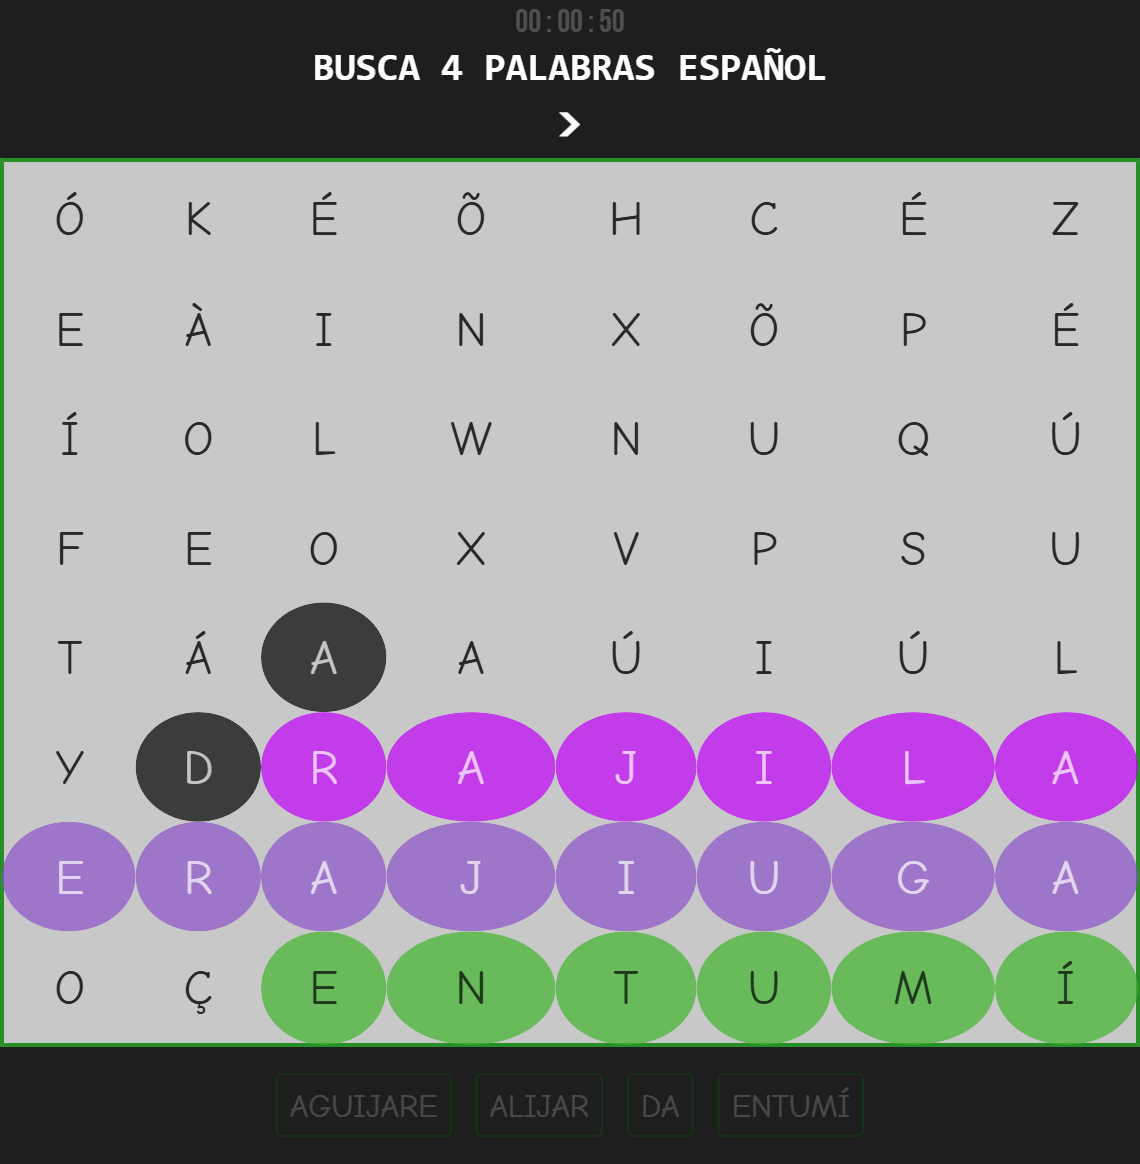 00:00:50
BUSCA 4 PALABRAS ESPAÑOL
Ó K É Õ H C É Z
E À I N X Õ P É
Í O L W N U Q Ú
F E O X V P S U
T Á A A Ú I Ú L
Y D R A J I L A
E R A J I U G A
O Ç E N T U M Í
AGUIJARE ALIJAR DA ENTUMÍ